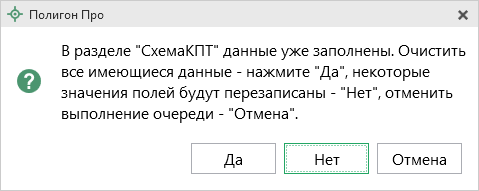 Полигон Про
В разделе "СхемаКПТ" данные уже заполнены. Очистить
все имеющиеся данные - нажмите "Да", некоторые
значения полей будут перезаписаны - "Нет", отменить
выполнение очереди - "Отмена".
Да Нет Отмена